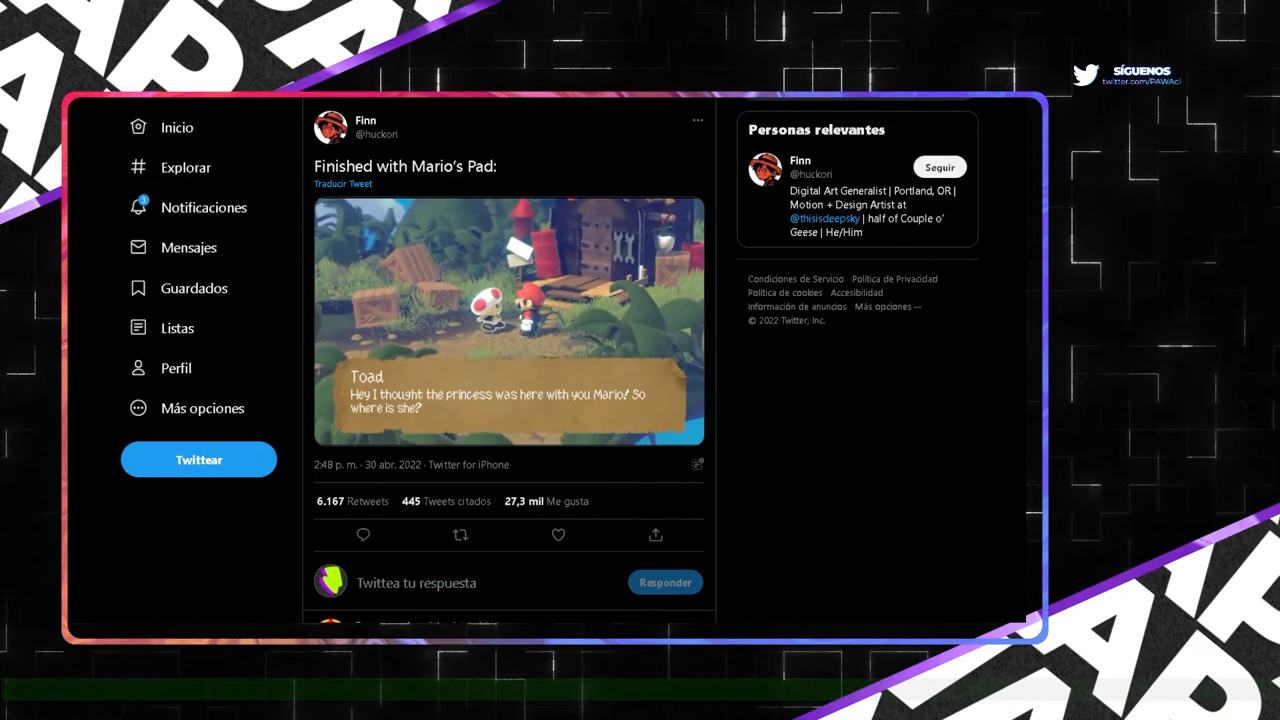 SÍGUENOS
twitter.com/PAWAcl
Inicio
Explorar
3
Notificaciones
Mensajes
Guardados
Listas
Perfil
Más opciones
Twittear
Finn
@huckori
Finished with Mario's Pad:
Traducir Tweet
Toad
Hey I thought the princess was here with you Mario! So
where is she?
2:48 p. m. · 30 abr. 2022 · Twitter for iPhone
6.167 Retweets 445 Tweets citados 27,3 mil Me gusta
Twittea tu respuesta
Responder
Personas relevantes
Finn
@huckori
Seguir
Digital Art Generalist | Portland, OR |
Motion + Design Artist at
@thisisdeepsky | half of Couple o'
Geese | He/Him
Condiciones de Servicio Política de Privacidad
Política de cookies Accesibilidad
Información de anuncios Más opciones ···
© 2022 Twitter, Inc.